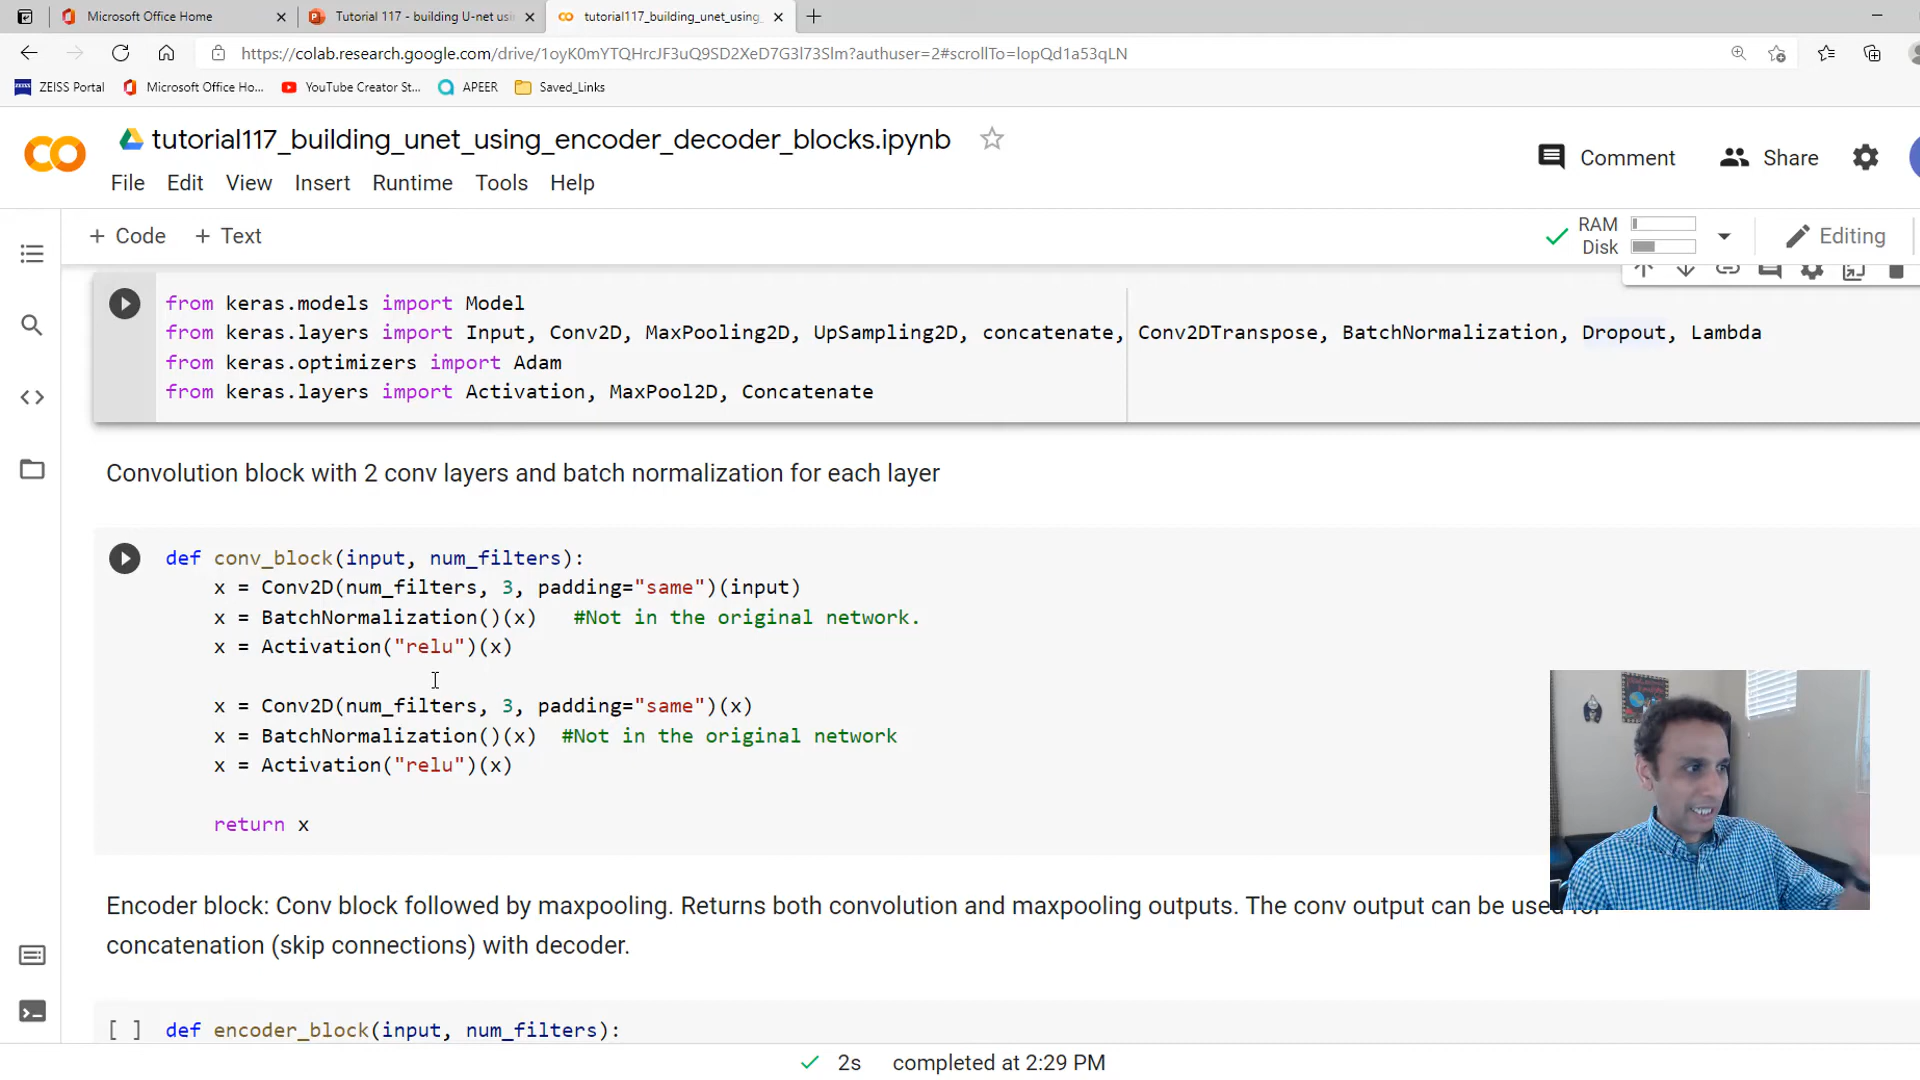 Microsoft Office Home
Tutorial 117 - building U-net usi
tutorial117_building_unet_using_
https://colab.research.google.com/drive/1oyK0mYTQHrcJF3uQ9SD2XeD7G3l73Slm?authuser=2#scrollTo=lopQd1a53qLN
ZEISS Portal
Microsoft Office Ho...
YouTube Creator St...
APEER
Saved_Links
tutorial117_building_unet_using_encoder_decoder_blocks.ipynb
Comment
Share
File Edit View Insert Runtime Tools Help
+ Code + Text
RAM
Disk
Editing
from keras.models import Model
from keras.layers import Input, Conv2D, MaxPooling2D, UpSampling2D, concatenate, Conv2DTranspose, BatchNormalization, Dropout, Lambda
from keras.optimizers import Adam
from keras.layers import Activation, MaxPool2D, Concatenate
Convolution block with 2 conv layers and batch normalization for each layer
def conv_block(input, num_filters):
x = Conv2D(num_filters, 3, padding="same")(input)
x = BatchNormalization()(x) #Not in the original network.
x = Activation("relu")(x)
x = Conv2D(num_filters, 3, padding="same")(x)
x = BatchNormalization()(x) #Not in the original network
x = Activation("relu")(x)
return x
Encoder block: Conv block followed by maxpooling. Returns both convolution and maxpooling outputs. The conv output can be used for
concatenation (skip connections) with decoder.
[ ] def encoder_block(input, num_filters):
2s completed at 2:29 PM